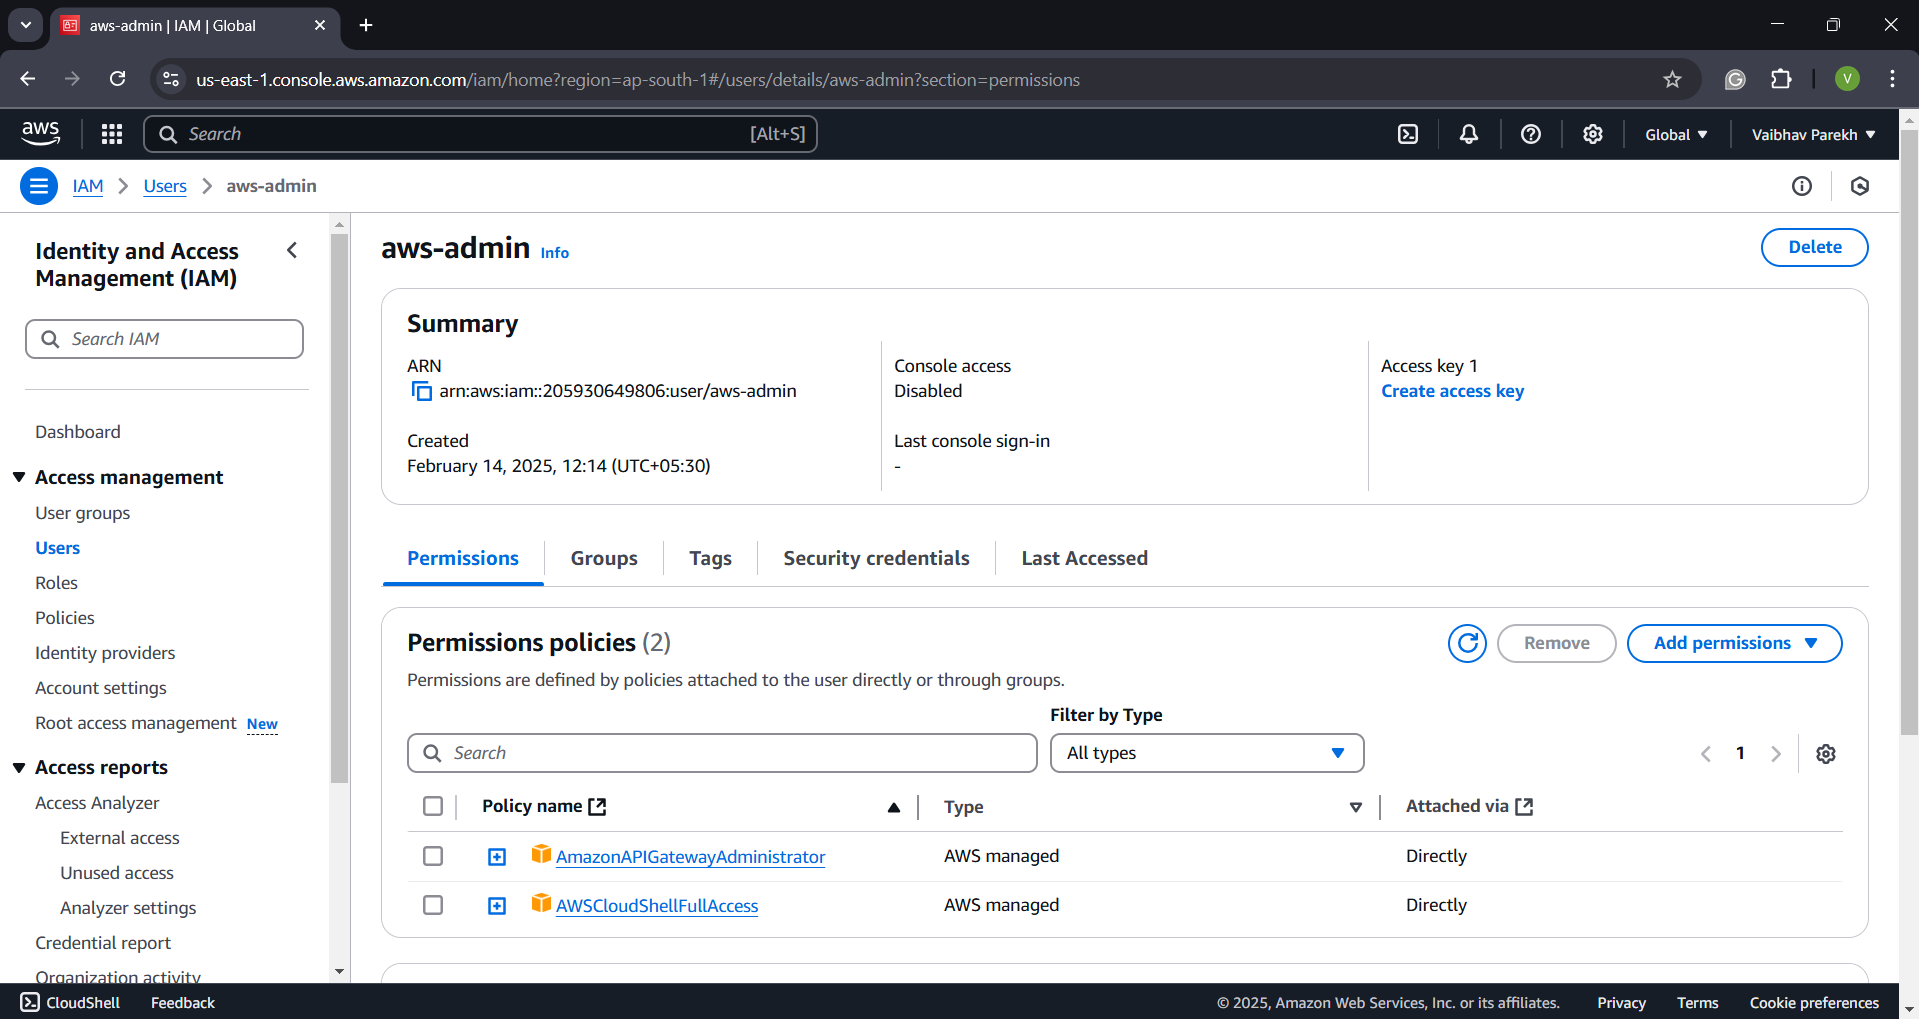 aws-admin | IAM | Global
us-east-1.console.aws.amazon.com/iam/home?region=ap-south-1#/users/details/aws-admin?section=permissions
V
aws
Search
[Alt+S]
Global
Vaibhav Parekh
IAM
Users
aws-admin
Identity and Access
Management (IAM)
Search IAM
Dashboard
Access management
User groups
Users
Roles
Policies
Identity providers
Account settings
Root access management New
Access reports
Access Analyzer
External access
Unused access
Analyzer settings
Credential report
Organization activity
aws-admin Info
Delete
Summary
ARN
arn:aws:iam::205930649806:user/aws-admin
Created
February 14, 2025, 12:14 (UTC+05:30)
Console access
Disabled
Last console sign-in
-
Access key 1
Create access key
Permissions
Groups
Tags
Security credentials
Last Accessed
Permissions policies (2)
Remove
Add permissions
Permissions are defined by policies attached to the user directly or through groups.
Filter by Type
Search
All types
1
Policy name
Type
Attached via
AmazonAPIGatewayAdministrator
AWS managed
Directly
AWSCloudShellFullAccess
AWS managed
Directly
CloudShell
Feedback
© 2025, Amazon Web Services, Inc. or its affiliates.
Privacy
Terms
Cookie preferences